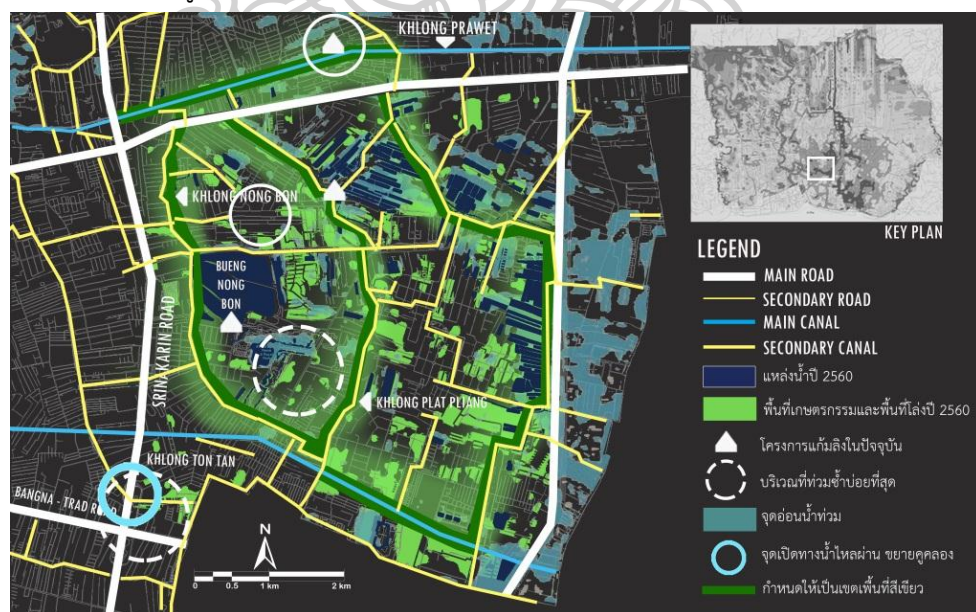 KHLONG PRAWET
KHLONG NONG BON
BUENG
NONG
BON
SRINAKARIN ROAD
KHLONG PLAT PLIANG
KHLONG TON TAN
BANGNA - TRAD ROAD
N
0 0.5 1 km 2 km
KEY PLAN
LEGEND
MAIN ROAD
SECONDARY ROAD
MAIN CANAL
SECONDARY CANAL
แหล่งน้ำปี 2560
พื้นที่เกษตรกรรมและพื้นที่โล่งปี 2560
โครงการแก้มลิงในปัจจุบัน
บริเวณที่ท่วมซ้ำบ่อยที่สุด
จุดอ่อนน้ำท่วม
จุดเปิดทางน้ำไหลผ่าน ขยายคูคลอง
กำหนดให้เป็นเขตพื้นที่สีเขียว